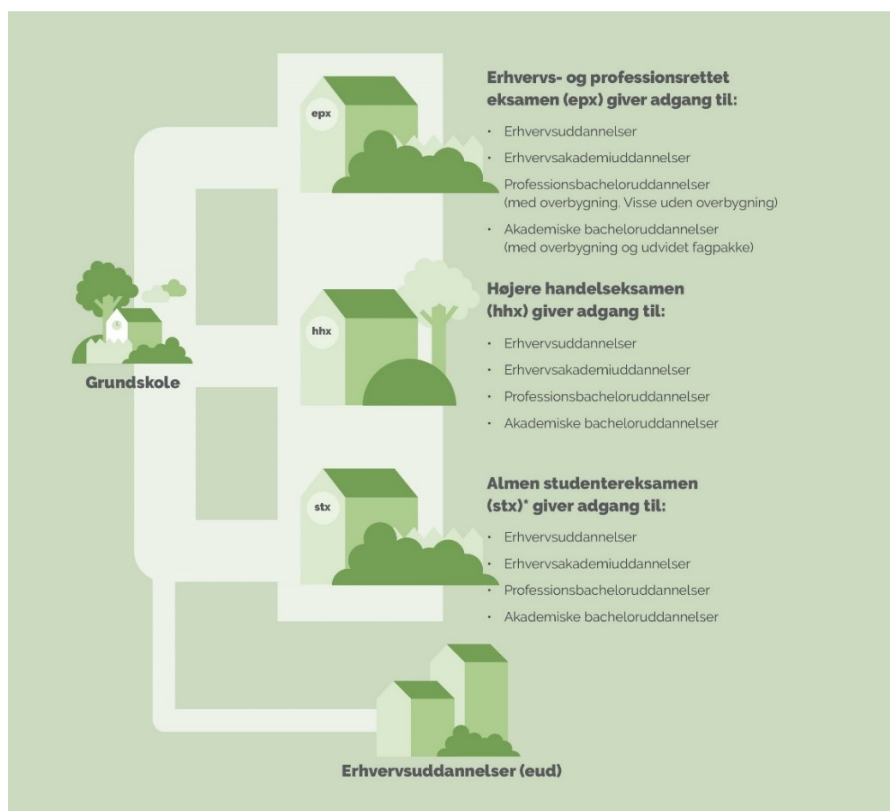 Erhvervs- og professionsrettet
eksamen (epx) giver adgang til:
• Erhvervsuddannelser
• Erhvervsakademiuddannelser
• Professionsbacheloruddannelser
(med overbygning. Visse uden overbygning)
• Akademiske bacheloruddannelser
(med overbygning og udvidet fagpakke)
epx
Højere handelseksamen
(hhx) giver adgang til:
• Erhvervsuddannelser
• Erhvervsakademiuddannelser
• Professionsbacheloruddannelser
• Akademiske bacheloruddannelser
hhx
Grundskole
Almen studentereksamen
(stx)* giver adgang til:
• Erhvervsuddannelser
• Erhvervsakademiuddannelser
• Professionsbacheloruddannelser
• Akademiske bacheloruddannelser
stx
Erhvervsuddannelser (eud)